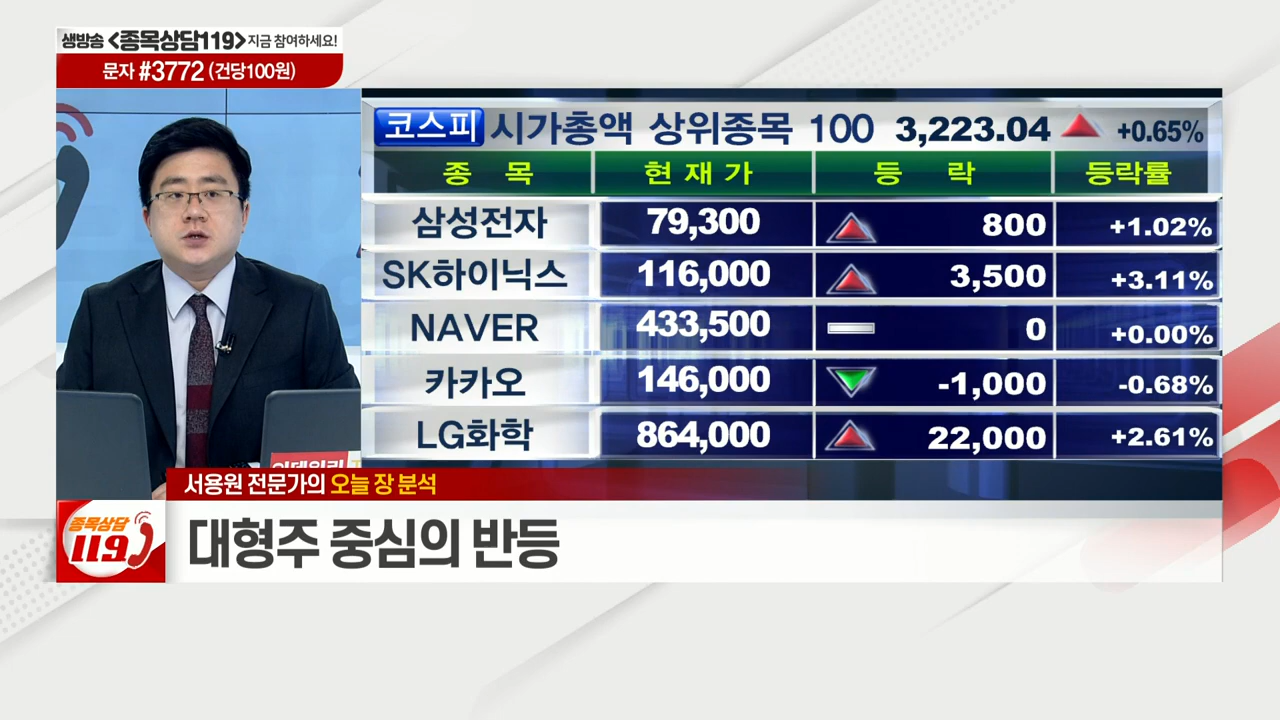 생방송 <종목상담119> 지금 참여하세요!
문자 #3772 (건당100원)
코스피 시가총액 상위종목 100 3,223.04 +0.65%
종 목 현 재 가 등 락 등락률
삼성전자 79,300 800 +1.02%
SK하이닉스 116,000 3,500 +3.11%
NAVER 433,500 0 +0.00%
카카오 146,000 -1,000 -0.68%
LG화학 864,000 22,000 +2.61%
서용원 전문가의 오늘 장 분석
종목상담
119
대형주 중심의 반등